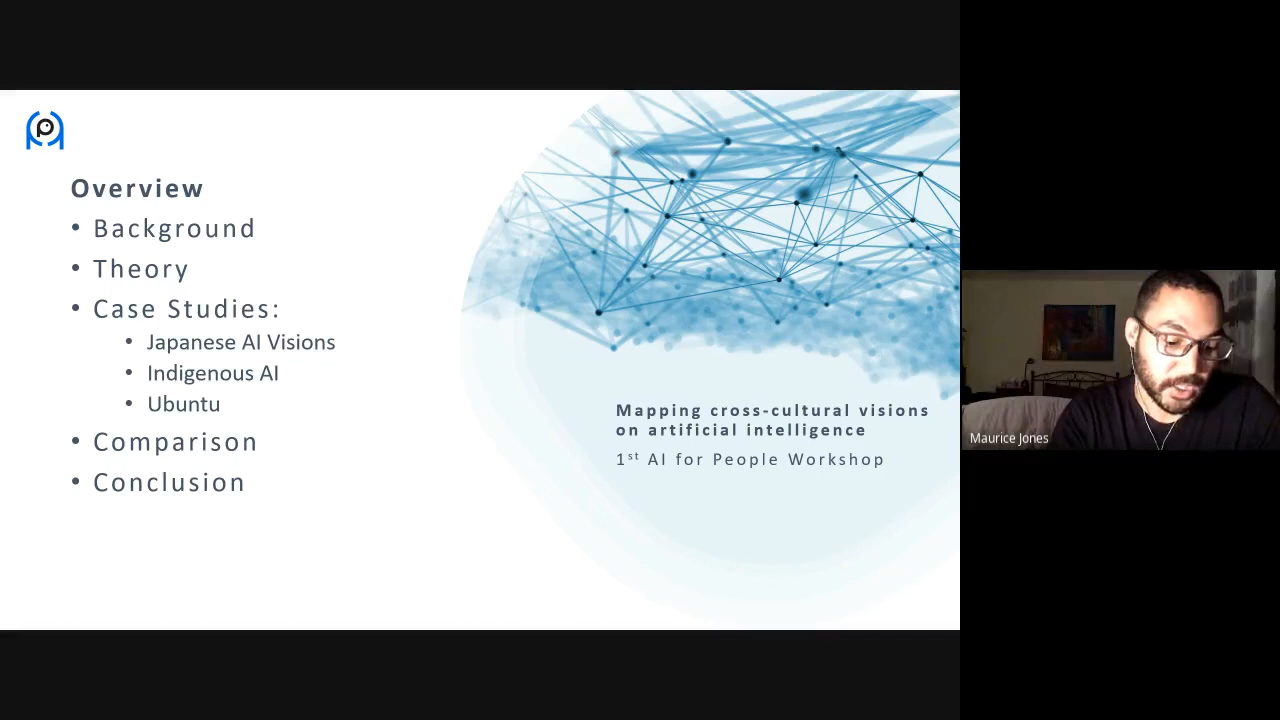 Overview
• Background
• Theory
• Case Studies:
• Japanese AI Visions
• Indigenous AI
• Ubuntu
• Comparison
• Conclusion
Mapping cross-cultural visions
on artificial intelligence
1st AI for People Workshop
Maurice Jones